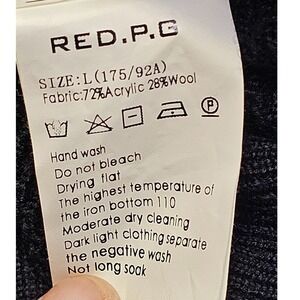 RED.P.G
SIZE:L(175/92A)
Fabric:72%Acrylic 28%Wool
P
Hand wash
Do not bleach
Drying flat
The highest temperature of
the iron bottom 110
Moderate dry cleaning
Dark light clothing separate
the negative wash
Not long soak